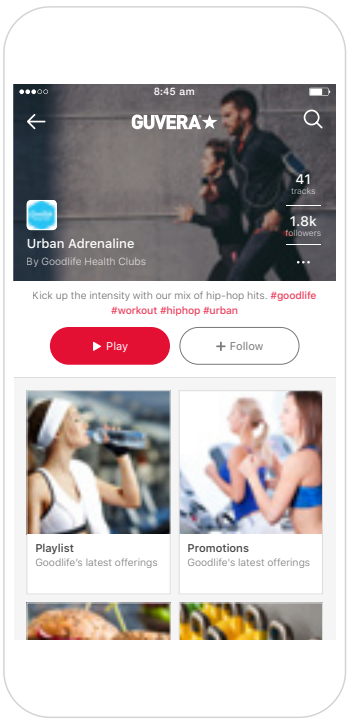 8:45 am
GUVERA★
41
tracks
1.8k
followers
Urban Adrenaline
By Goodlife Health Clubs
Kick up the intensity with our mix of hip-hop hits. #goodlife
#workout #hiphop #urban
Play
+ Follow
Playlist
Goodlife's latest offerings
Promotions
Goodlife's latest offerings